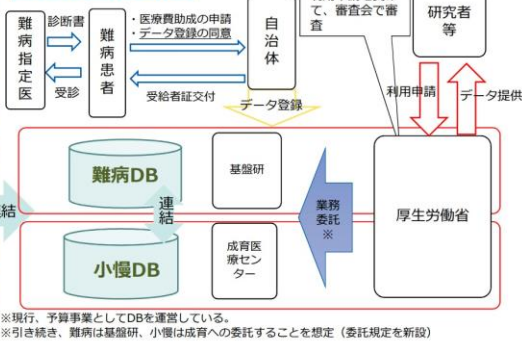 難病指定医
診断書
受診
難病患者
・医療費助成の申請
・データ登録の同意
受給者証交付
自治体
データ登録
て、審査会で審
査
研究者
等
利用申請
データ提供
難病DB
基盤研
連結
結
小慢DB
成育医
療セン
ター
業務
委託
※
厚生労働省
※現行、予算事業としてDBを運営している。
※引き続き、難病は基盤研、小慢は成育への委託することを想定（委託規定を新設）